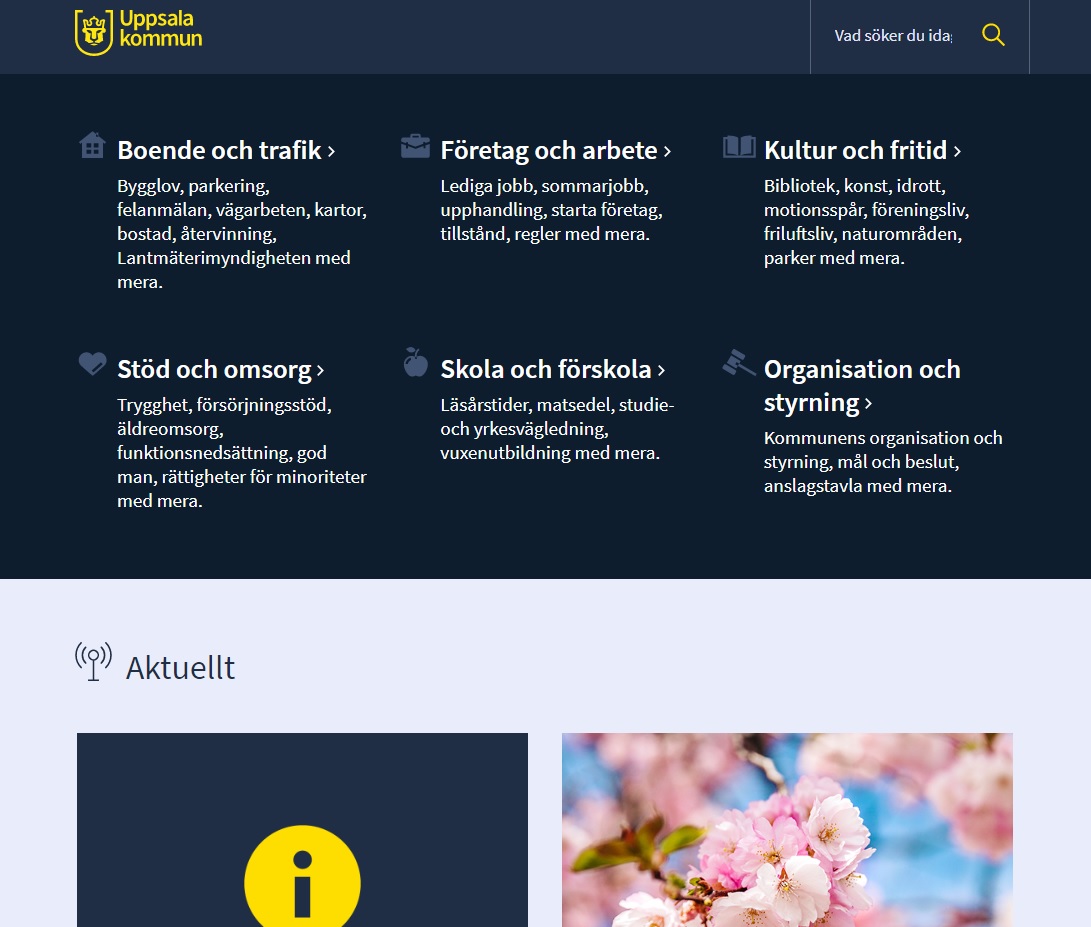 Uppsala
kommun
Vad söker du
Boende och trafik ›
Bygglov, parkering,
felanmälan, vägarbeten, kartor,
bostad, återvinning,
Lantmäterimyndigheten med
mera.
Företag och arbete ›
Lediga jobb, sommarjobb,
upphandling, starta företag,
tillstånd, regler med mera.
Kultur och fritid ›
Bibliotek, konst, idrott,
motionsspår, föreningsliv,
friluftsliv, naturområden,
parker med mera.
Stöd och omsorg ›
Trygghet, försörjningsstöd,
äldreomsorg,
funktionsnedsättning, god
man, rättigheter för minoriteter
med mera.
Skola och förskola ›
Läsårstider, matsedel, studie-
och yrkesvägledning,
vuxenutbildning med mera.
Organisation och
styrning ›
Kommunens organisation och
styrning, mål och beslut,
anslagstavla med mera.
Aktuellt
i